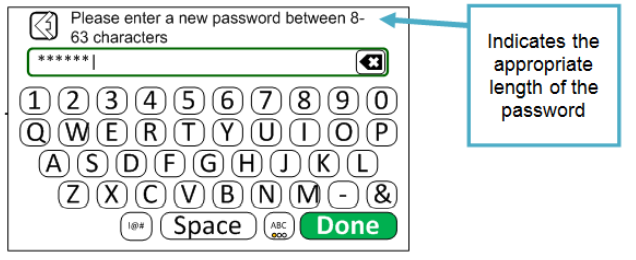 Please enter a new password between 8-
63 characters
Indicates the
appropriate
length of the
password
******|
1 2 3 4 5 6 7 8 9 0
Q W E R T Y U I O P
A S D F G H J K L
Z X C V B N M - &
!@# Space ABC Done